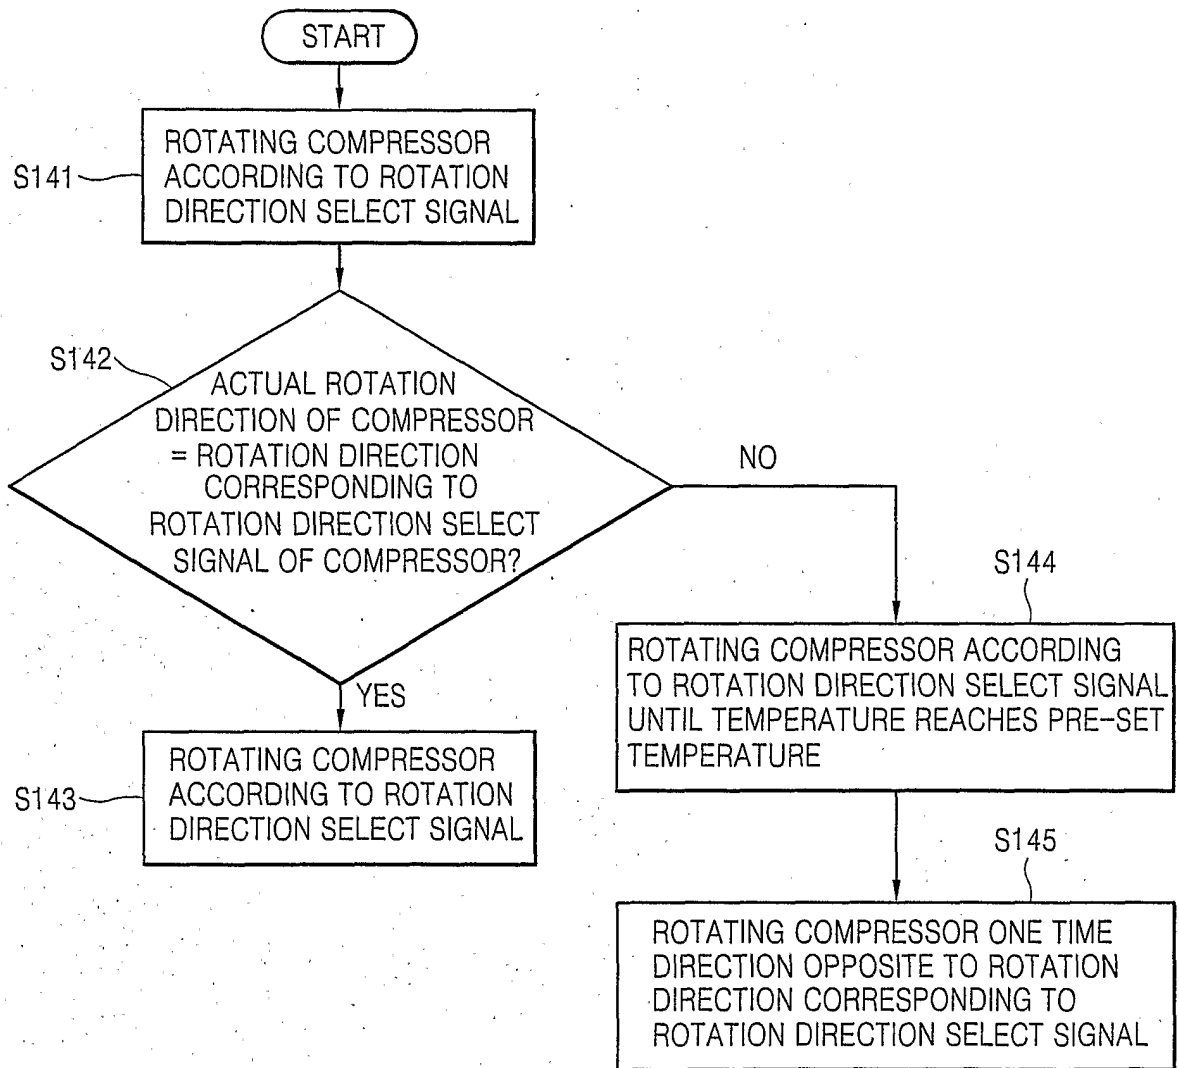 START
S141
ROTATING COMPRESSOR
ACCORDING TO ROTATION
DIRECTION SELECT SIGNAL
S142
ACTUAL ROTATION
DIRECTION OF COMPRESSOR
= ROTATION DIRECTION
CORRESPONDING TO
ROTATION DIRECTION SELECT
SIGNAL OF COMPRESSOR?
NO
YES
S143
ROTATING COMPRESSOR
ACCORDING TO ROTATION
DIRECTION SELECT SIGNAL
S144
ROTATING COMPRESSOR ACCORDING
TO ROTATION DIRECTION SELECT SIGNAL
UNTIL TEMPERATURE REACHES PRE-SET
TEMPERATURE
S145
ROTATING COMPRESSOR ONE TIME
DIRECTION OPPOSITE TO ROTATION
DIRECTION CORRESPONDING TO
ROTATION DIRECTION SELECT SIGNAL